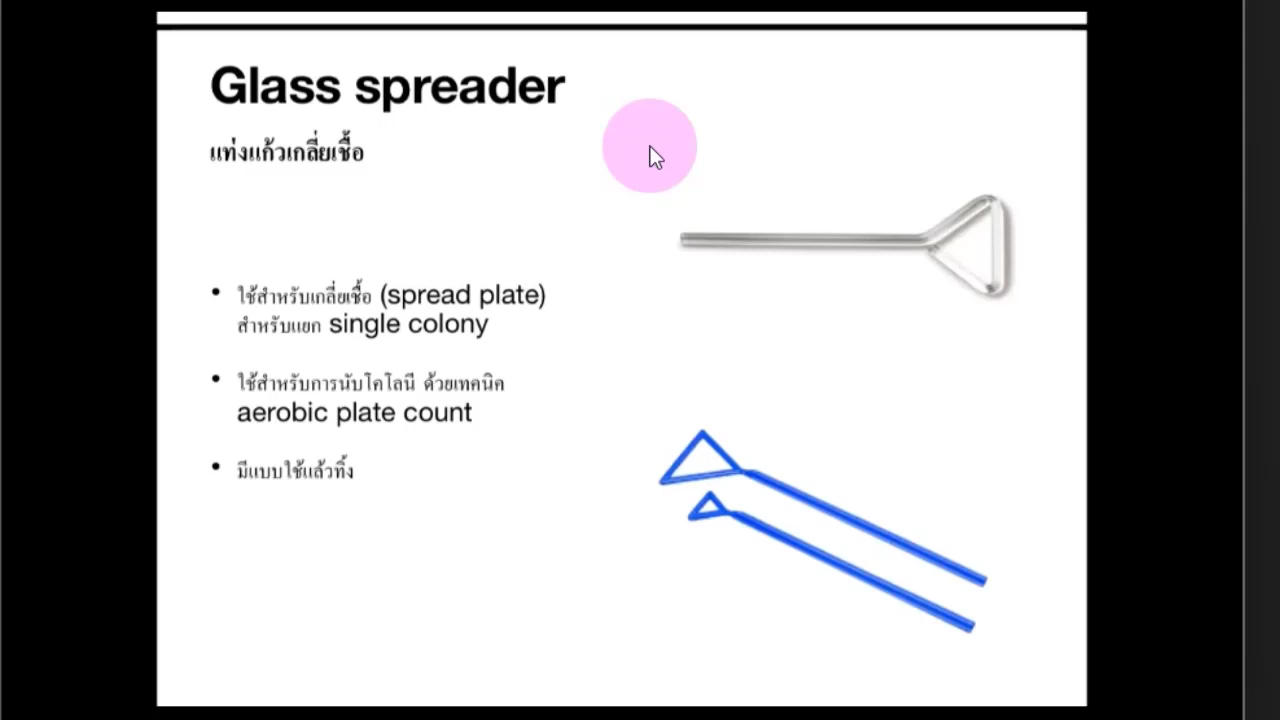 Glass spreader
แท่งแก้วเกลี่ยเชื้อ
• ใช้สำหรับเกลี่ยเชื้อ (spread plate)
สำหรับแยก single colony
• ใช้สำหรับการนับโคโลนี ด้วยเทคนิค
aerobic plate count
• มีแบบใช้แล้วทิ้ง